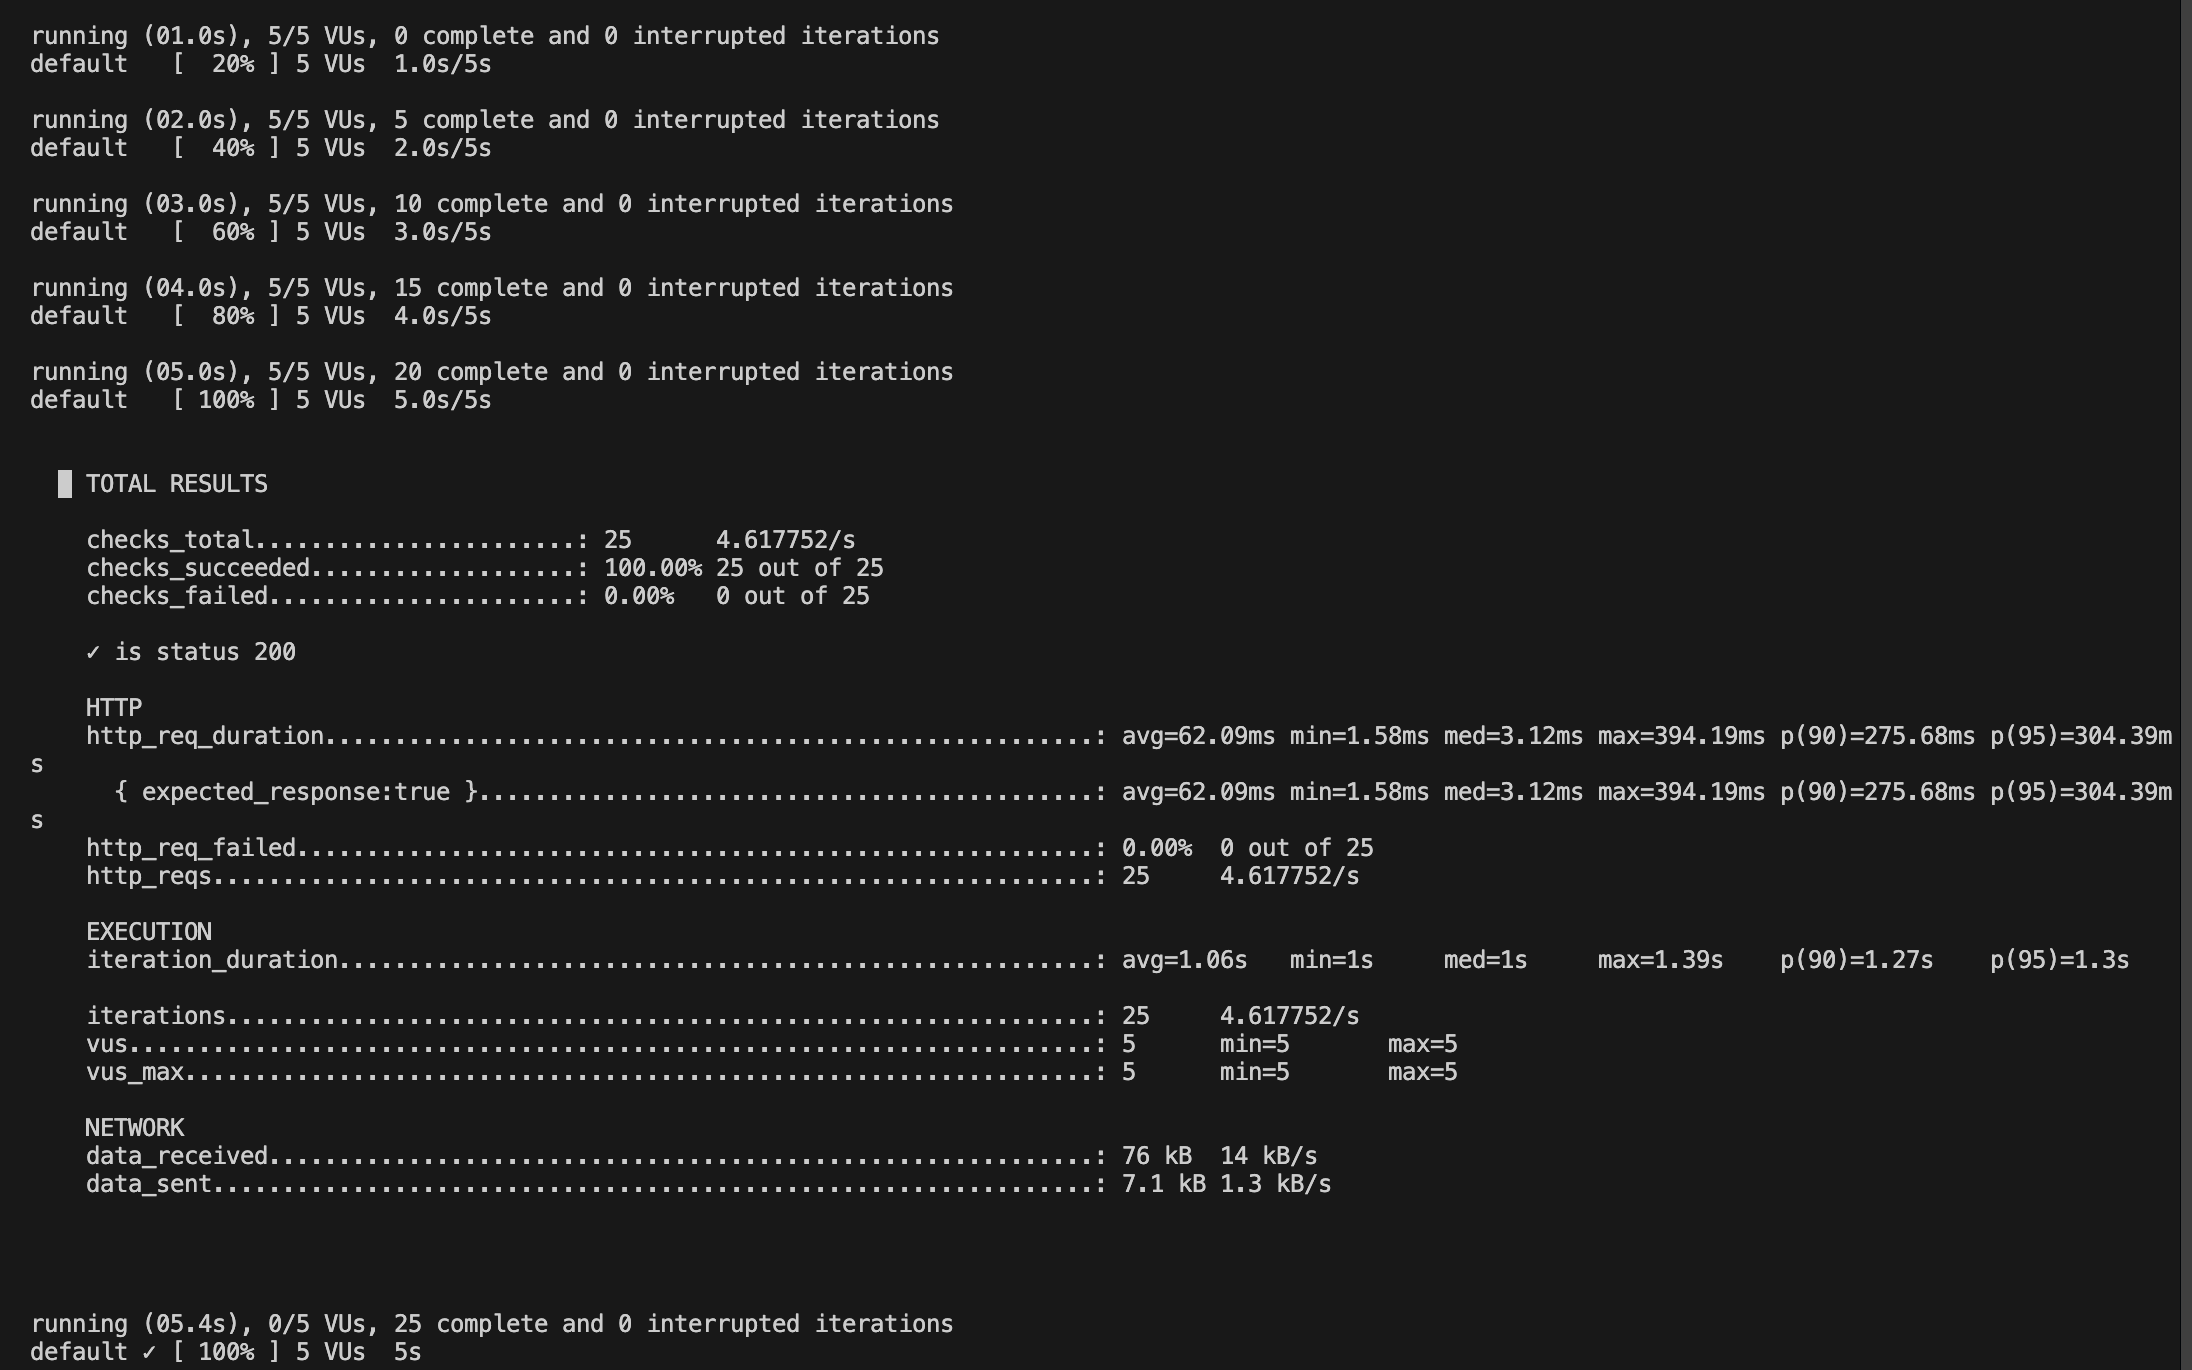 running (01.0s), 5/5 VUs, 0 complete and 0 interrupted iterations
default   [  20% ] 5 VUs  1.0s/5s
running (02.0s), 5/5 VUs, 5 complete and 0 interrupted iterations
default   [  40% ] 5 VUs  2.0s/5s
running (03.0s), 5/5 VUs, 10 complete and 0 interrupted iterations
default   [  60% ] 5 VUs  3.0s/5s
running (04.0s), 5/5 VUs, 15 complete and 0 interrupted iterations
default   [  80% ] 5 VUs  4.0s/5s
running (05.0s), 5/5 VUs, 20 complete and 0 interrupted iterations
default   [ 100% ] 5 VUs  5.0s/5s
█ TOTAL RESULTS
checks_total.......................: 25      4.617752/s
checks_succeeded...................: 100.00% 25 out of 25
checks_failed......................: 0.00%   0 out of 25
✓ is status 200
HTTP
http_req_duration.......................................................: avg=62.09ms min=1.58ms med=3.12ms max=394.19ms p(90)=275.68ms p(95)=304.39m
s
{ expected_response:true }............................................: avg=62.09ms min=1.58ms med=3.12ms max=394.19ms p(90)=275.68ms p(95)=304.39m
s
http_req_failed.........................................................: 0.00%  0 out of 25
http_reqs...............................................................: 25     4.617752/s
EXECUTION
iteration_duration......................................................: avg=1.06s   min=1s     med=1s     max=1.39s    p(90)=1.27s    p(95)=1.3s
iterations..............................................................: 25     4.617752/s
vus.....................................................................: 5      min=5       max=5
vus_max.................................................................: 5      min=5       max=5
NETWORK
data_received...........................................................: 76 kB  14 kB/s
data_sent...............................................................: 7.1 kB 1.3 kB/s
running (05.4s), 0/5 VUs, 25 complete and 0 interrupted iterations
default ✓ [ 100% ] 5 VUs  5s